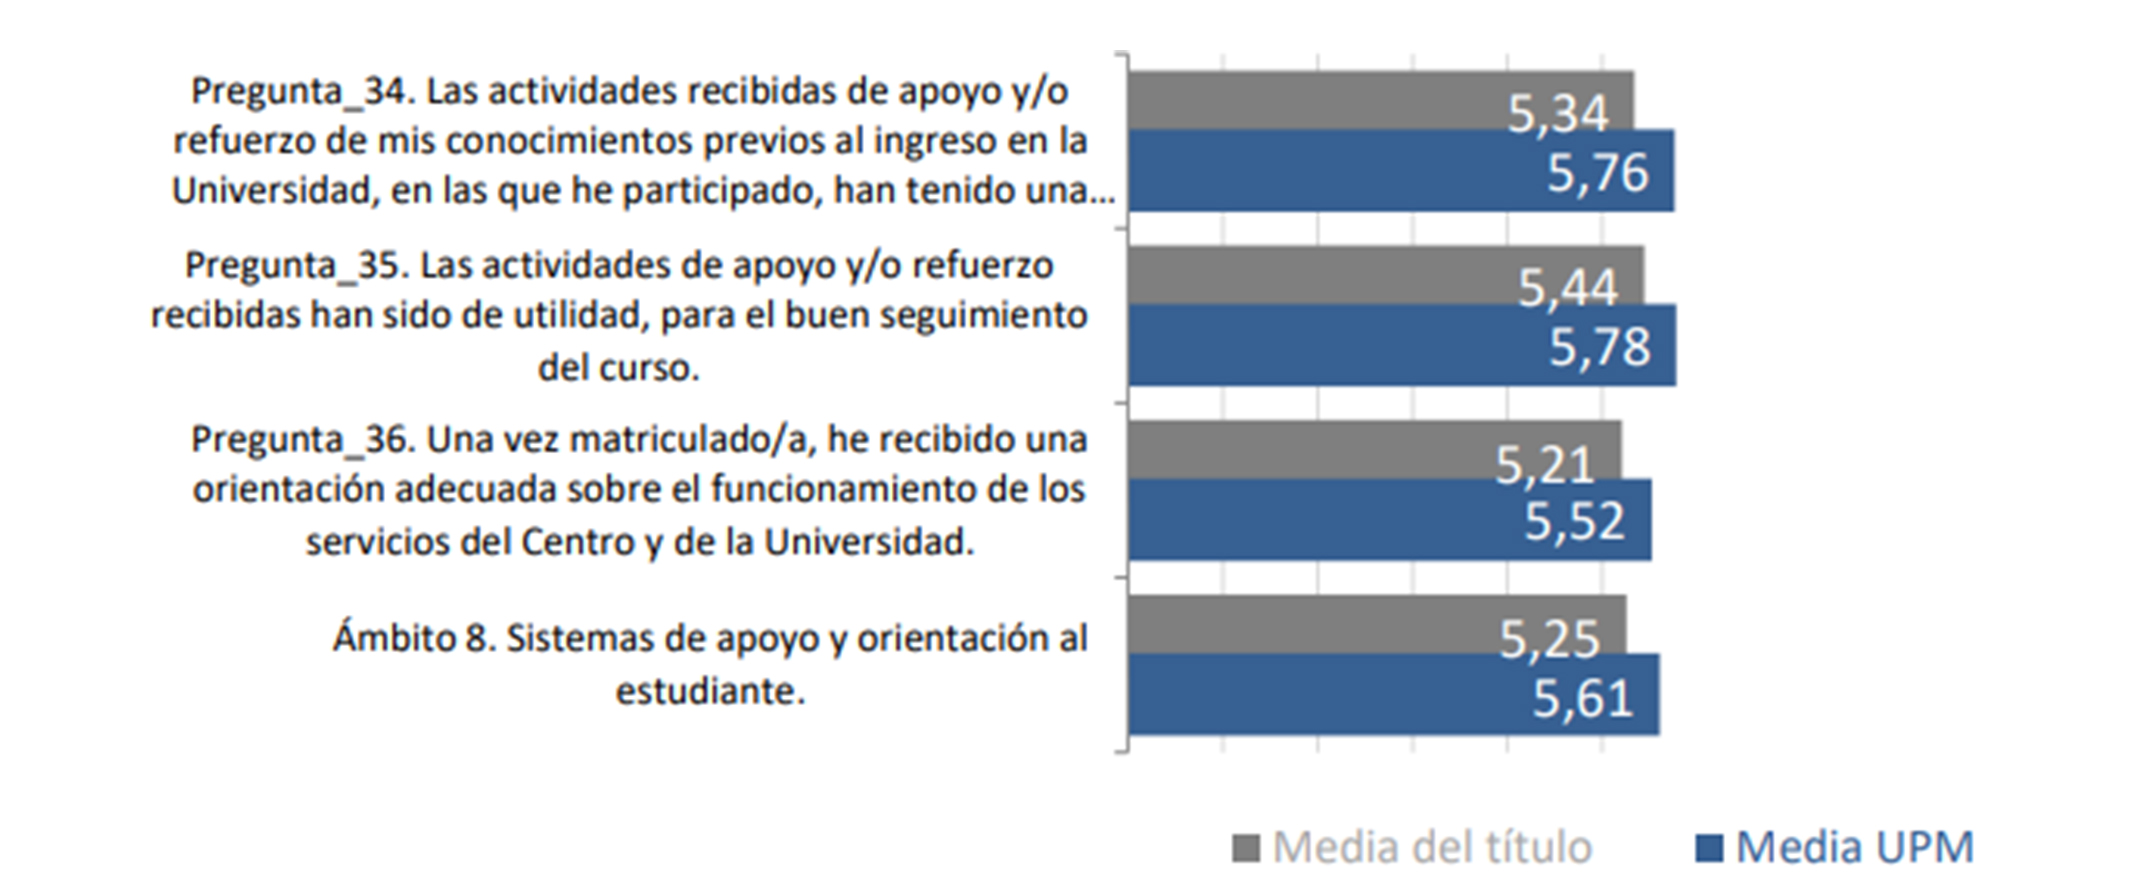 Pregunta_34. Las actividades recibidas de apoyo y/o
refuerzo de mis conocimientos previos al ingreso en la
Universidad, en las que he participado, han tenido una...
5,34
5,76
Pregunta_35. Las actividades de apoyo y/o refuerzo
recibidas han sido de utilidad, para el buen seguimiento
del curso.
5,44
5,78
Pregunta_36. Una vez matriculado/a, he recibido una
orientación adecuada sobre el funcionamiento de los
servicios del Centro y de la Universidad.
5,21
5,52
Ámbito 8. Sistemas de apoyo y orientación al
estudiante.
5,25
5,61
Media del título
Media UPM